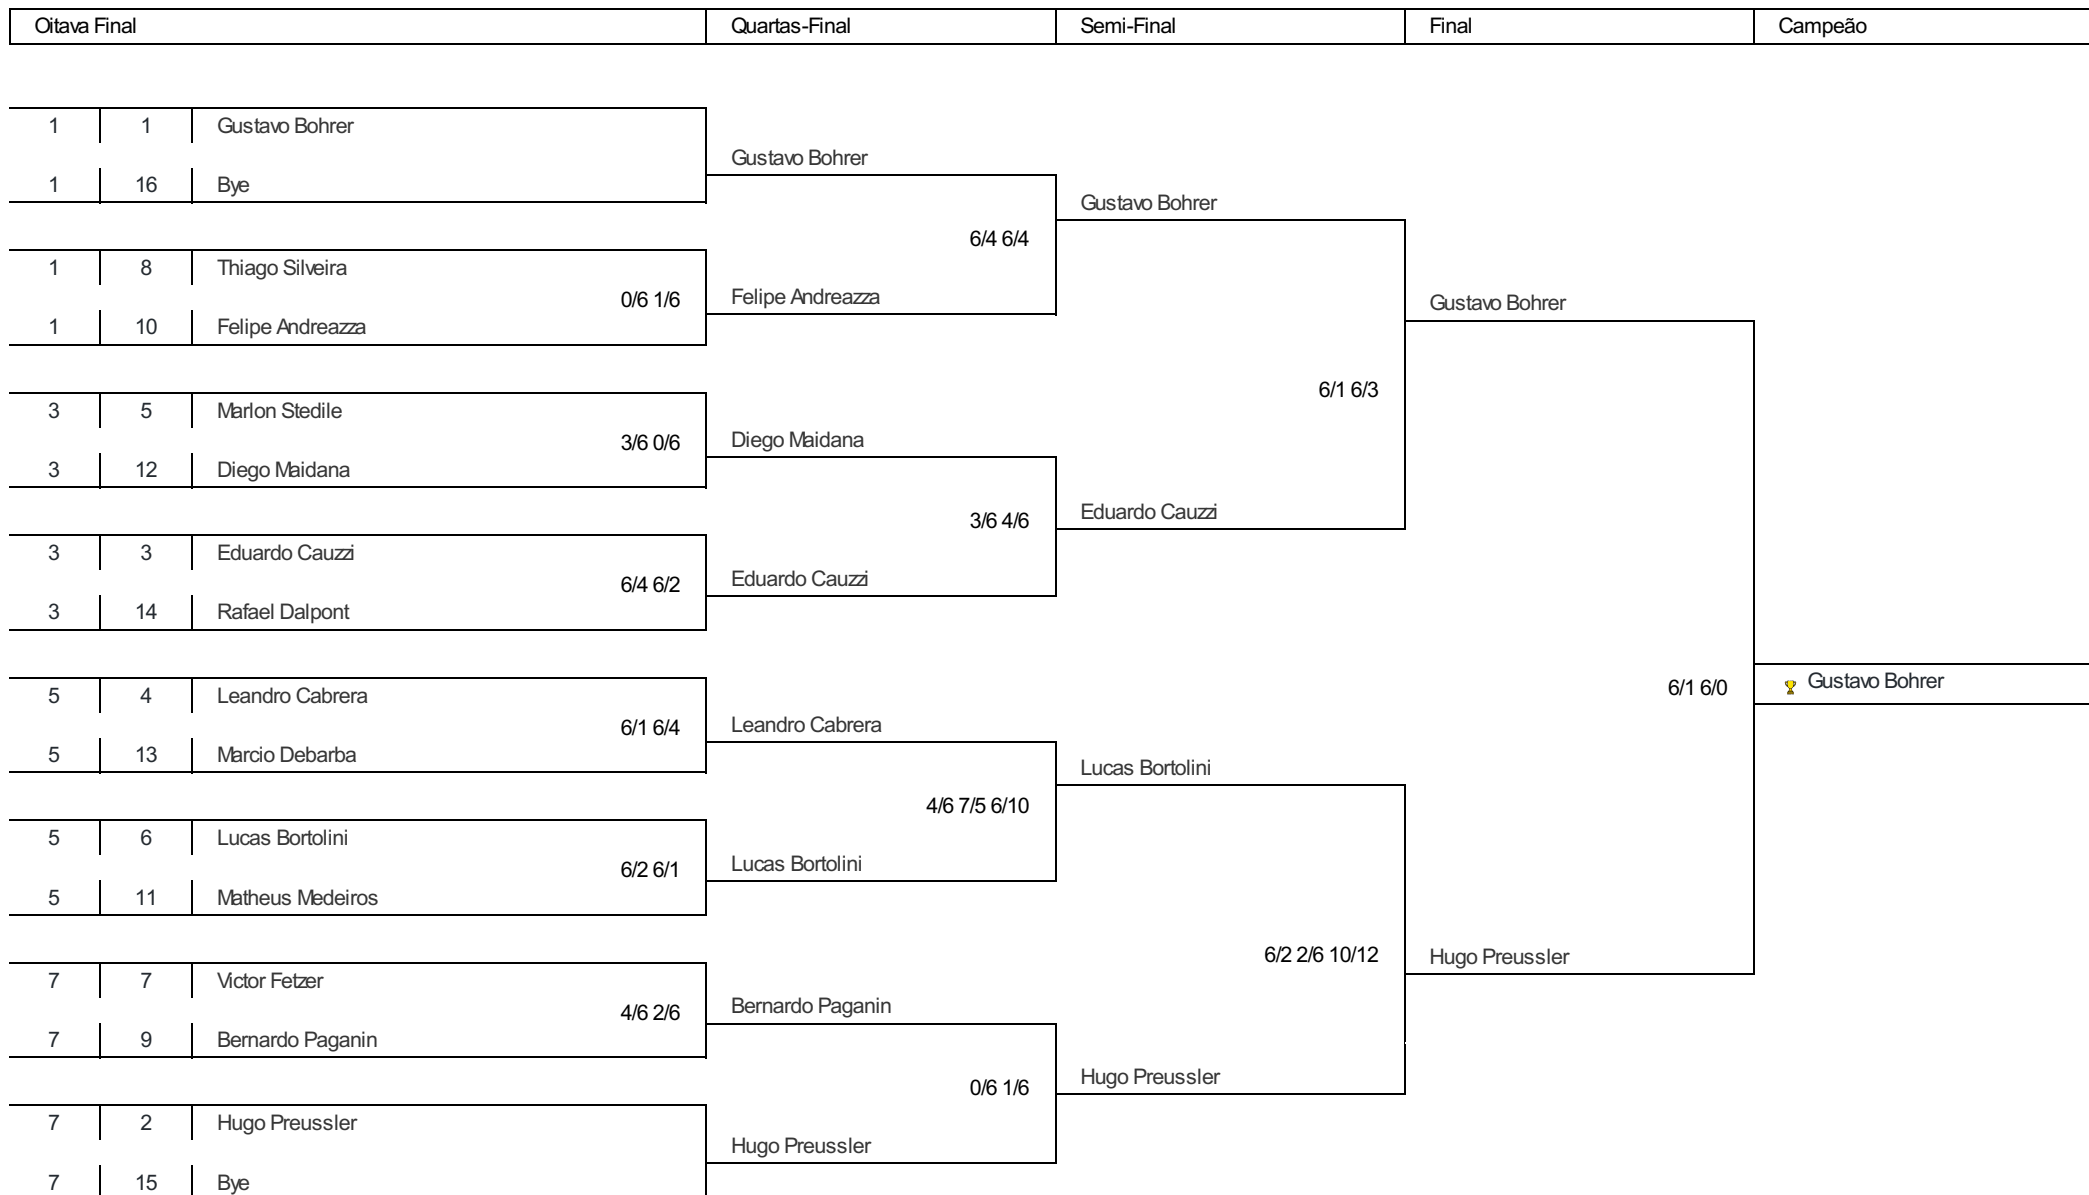 Oitava Final Quartas-Final Semi-Final Final Campeão
1 1 Gustavo Bohrer
Gustavo Bohrer
1 16 Bye
Gustavo Bohrer
6/4 6/4
1 8 Thiago Silveira
0/6 1/6
Felipe Andreazza
Gustavo Bohrer
1 10 Felipe Andreazza
6/1 6/3
3 5 Marlon Stedile
3/6 0/6
Diego Maidana
3 12 Diego Maidana
Eduardo Cauzzi
3/6 4/6
3 3 Eduardo Cauzzi
6/4 6/2
Eduardo Cauzzi
3 14 Rafael Dalpont
6/1 6/0
Gustavo Bohrer
5 4 Leandro Cabrera
6/1 6/4
Leandro Cabrera
5 13 Marcio Debarba
Lucas Bortolini
4/6 7/5 6/10
5 6 Lucas Bortolini
6/2 6/1
Lucas Bortolini
5 11 Matheus Medeiros
6/2 2/6 10/12
Hugo Preussler
7 7 Victor Fetzer
4/6 2/6
Bernardo Paganin
7 9 Bernardo Paganin
Hugo Preussler
0/6 1/6
7 2 Hugo Preussler
Hugo Preussler
7 15 Bye